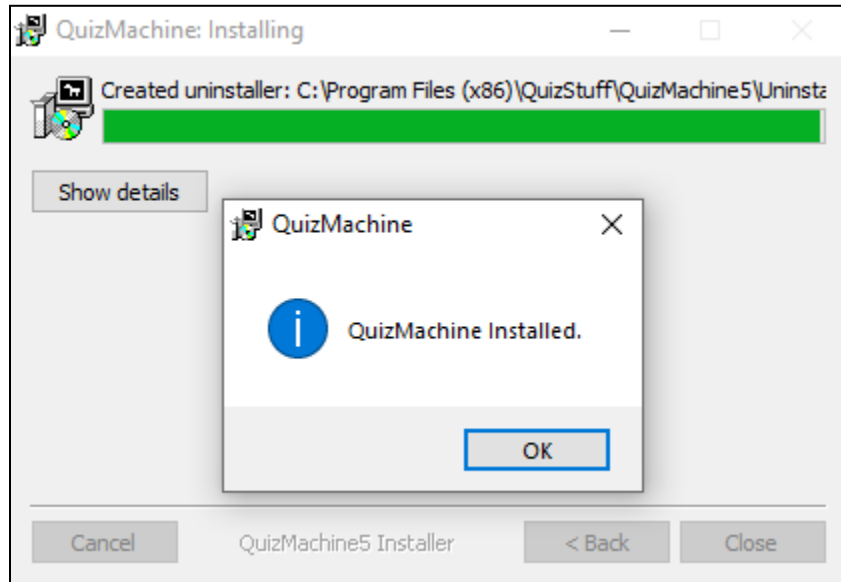 QuizMachine: Installing
Created uninstaller: C:\Program Files (x86)\QuizStuff\QuizMachine5\Uninsta
Show details
QuizMachine
QuizMachine Installed.
OK
Cancel
QuizMachine5 Installer
< Back
Close